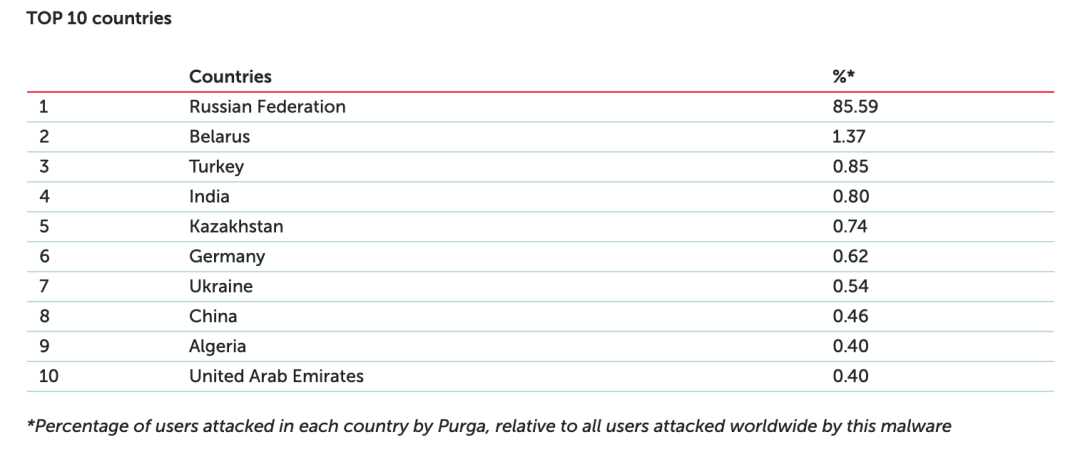 TOP 10 countries
Countries %*
1 Russian Federation 85.59
2 Belarus 1.37
3 Turkey 0.85
4 India 0.80
5 Kazakhstan 0.74
6 Germany 0.62
7 Ukraine 0.54
8 China 0.46
9 Algeria 0.40
10 United Arab Emirates 0.40
*Percentage of users attacked in each country by Purga, relative to all users attacked worldwide by this malware